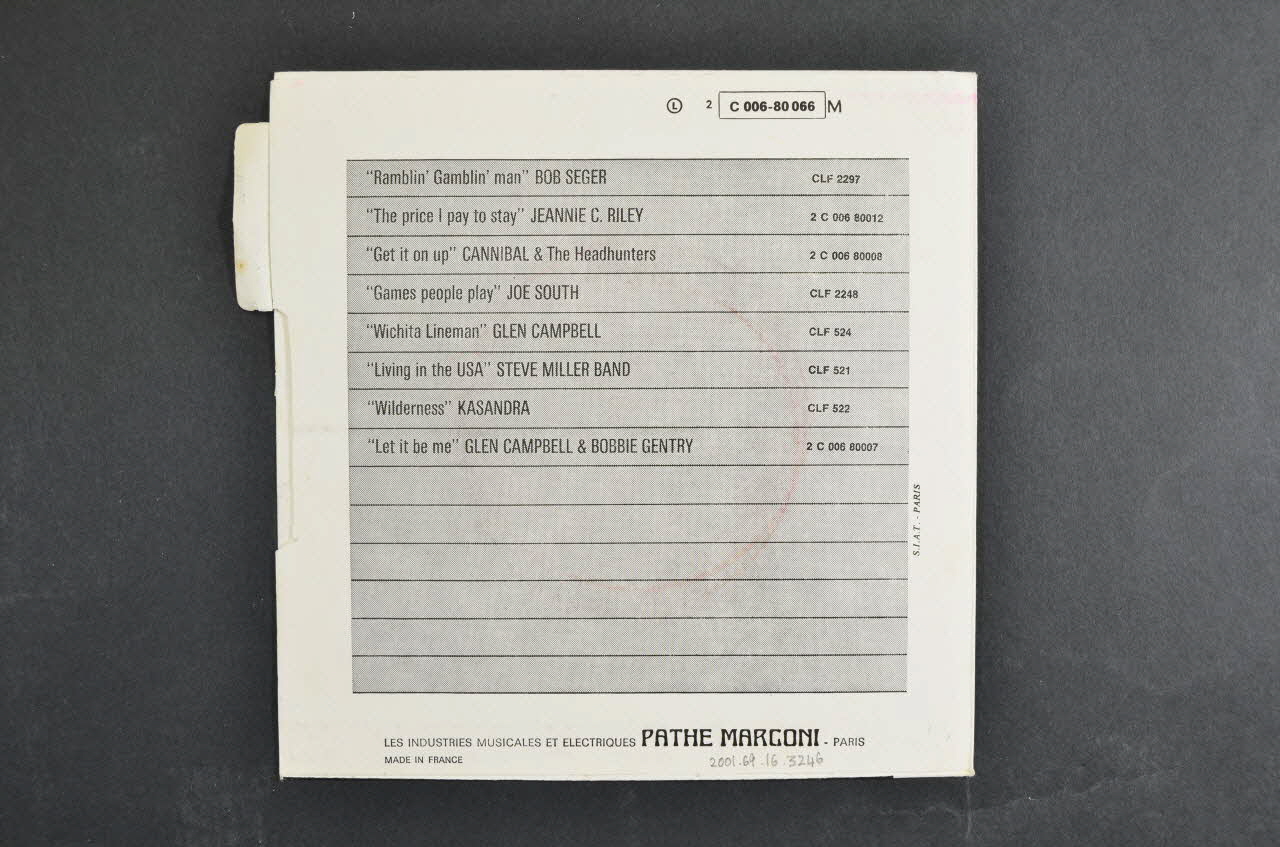 Ⓛ 2 C 006-80 066 M
“Ramblin’ Gamblin’ man” BOB SEGER CLF 2297
“The price I pay to stay” JEANNIE C. RILEY 2 C 006 80012
“Get it on up” CANNIBAL & The Headhunters 2 C 006 80008
“Games people play” JOE SOUTH CLF 2248
“Wichita Lineman” GLEN CAMPBELL CLF 524
“Living in the USA” STEVE MILLER BAND CLF 521
“Wilderness” KASANDRA CLF 522
“Let it be me” GLEN CAMPBELL & BOBBIE GENTRY 2 C 006 80007
S.I.A.T. - PARIS
LES INDUSTRIES MUSICALES ET ELECTRIQUES PATHE MARCONI - PARIS
MADE IN FRANCE
2001.69.16.3246